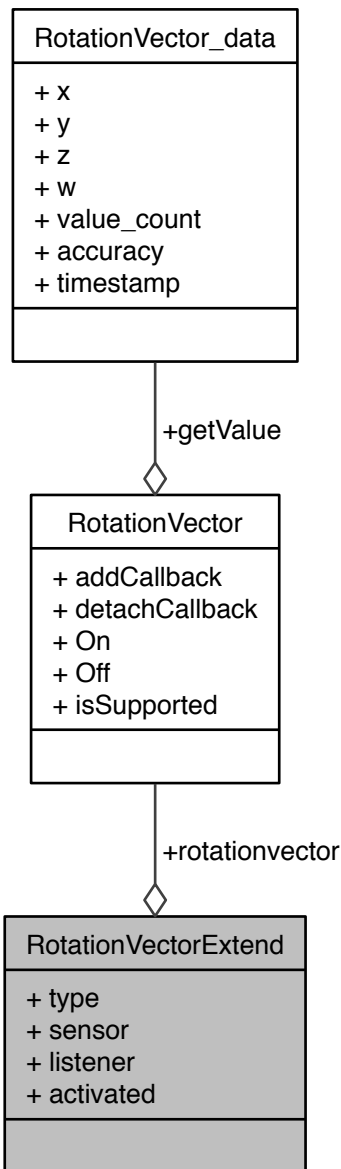 RotationVector_data
+ x
+ y
+ z
+ w
+ value_count
+ accuracy
+ timestamp
+getValue
RotationVector
+ addCallback
+ detachCallback
+ On
+ Off
+ isSupported
+rotationvector
RotationVectorExtend
+ type
+ sensor
+ listener
+ activated